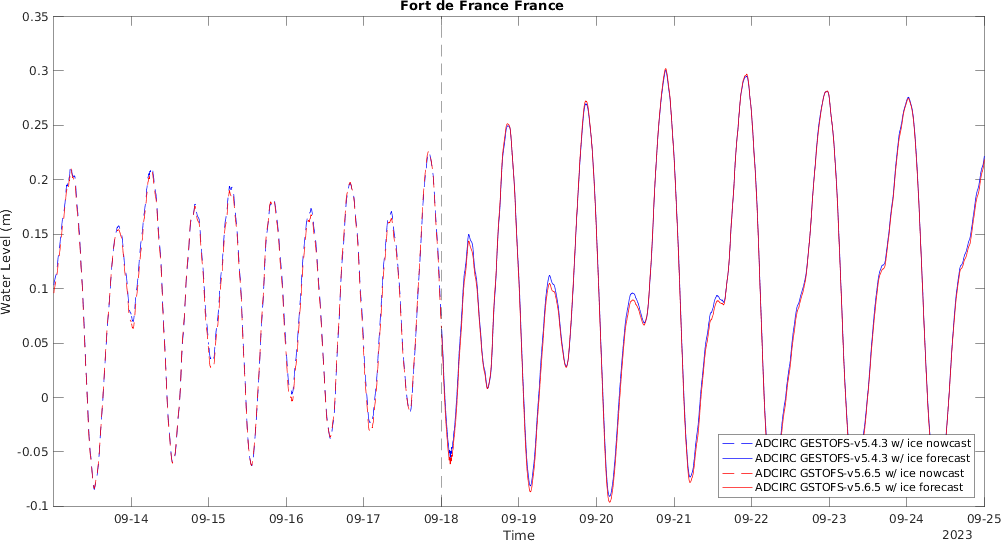 Fort de France France
0.35
0.3
0.25
0.2
0.15
0.1
0.05
0
-0.05
-0.1
Water Level (m)
ADCIRC GESTOFS-v5.4.3 w/ ice nowcast
ADCIRC GESTOFS-v5.4.3 w/ ice forecast
ADCIRC GSTOFS-v5.6.5 w/ ice nowcast
ADCIRC GSTOFS-v5.6.5 w/ ice forecast
09-14 09-15 09-16 09-17 09-18 09-19 09-20 09-21 09-22 09-23 09-24 09-25
Time
2023